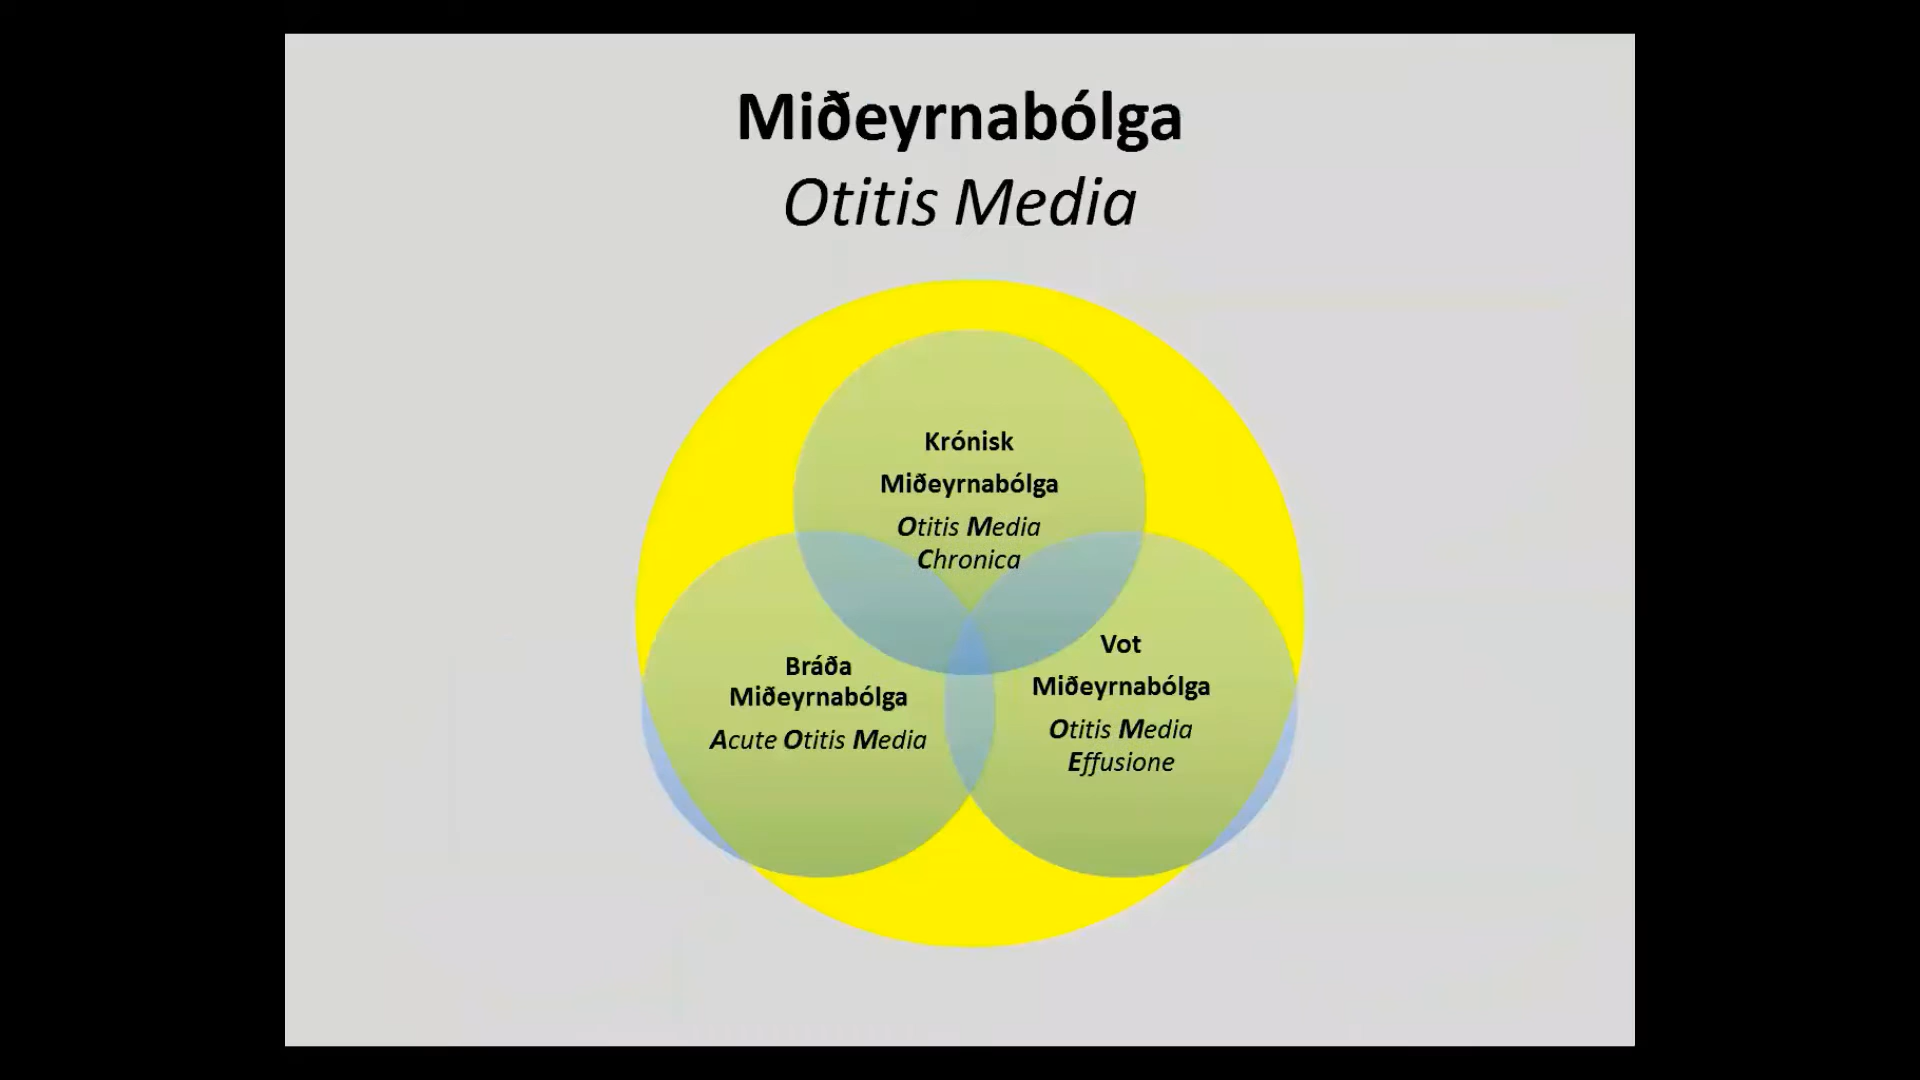 Miðeyrnabólga
Otitis Media
Krónisk
Miðeyrnabólga
Otitis Media
Chronica
Bráða
Miðeyrnabólga
Acute Otitis Media
Vot
Miðeyrnabólga
Otitis Media
Effusione